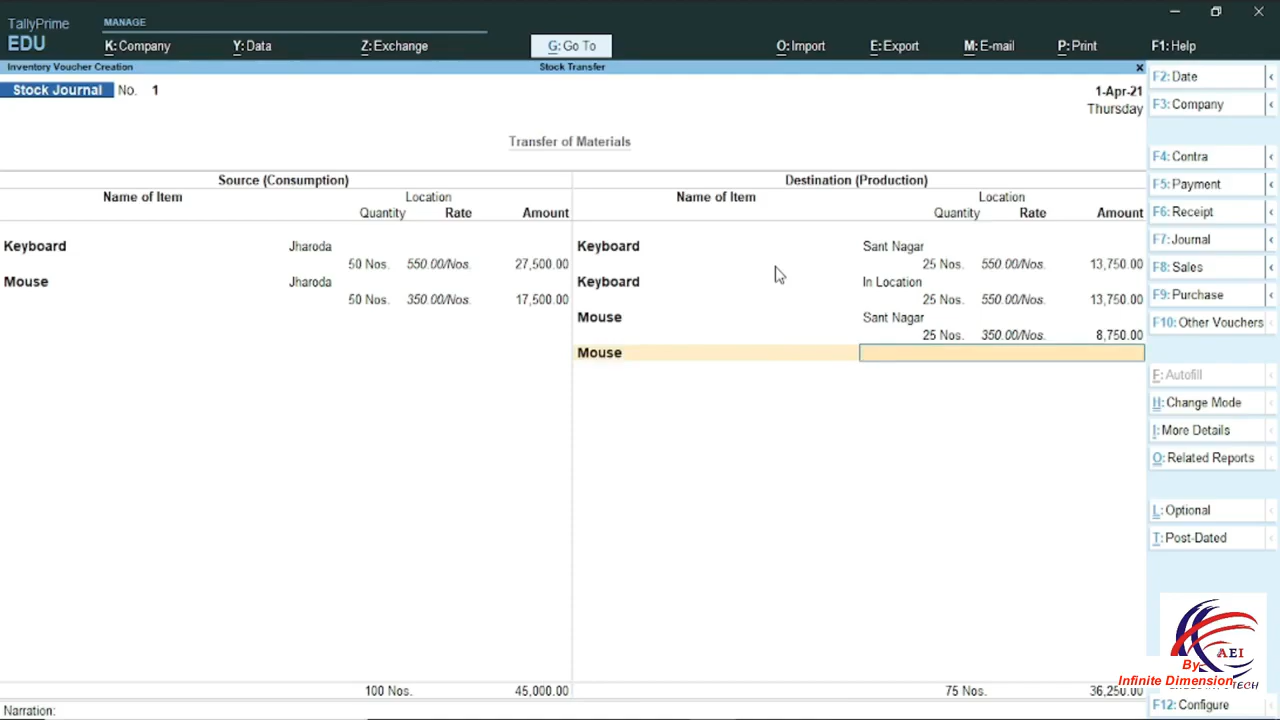 TallyPrime
EDU
MANAGE
K: Company
Y: Data
Z: Exchange
G: Go To
O: Import
E: Export
M: E-mail
P: Print
F1: Help
Inventory Voucher Creation
Stock Transfer
Stock Journal No. 1
1-Apr-21
Thursday
Transfer of Materials
Source (Consumption)
Destination (Production)
Name of Item Location
Quantity Rate Amount
Name of Item Location
Quantity Rate Amount
Keyboard Jharoda
50 Nos. 550.00/Nos. 27,500.00
Mouse Jharoda
50 Nos. 350.00/Nos. 17,500.00
Keyboard Sant Nagar
25 Nos. 550.00/Nos. 13,750.00
Keyboard In Location
25 Nos. 550.00/Nos. 13,750.00
Mouse Sant Nagar
25 Nos. 350.00/Nos. 8,750.00
Mouse
100 Nos. 45,000.00
75 Nos. 36,250.00
Narration:
F2: Date
F3: Company
F4: Contra
F5: Payment
F6: Receipt
F7: Journal
F8: Sales
F9: Purchase
F10: Other Vouchers
F: Autofill
H: Change Mode
I: More Details
O: Related Reports
L: Optional
T: Post-Dated
AEI
By-
Infinite Dimension
F12: Configure